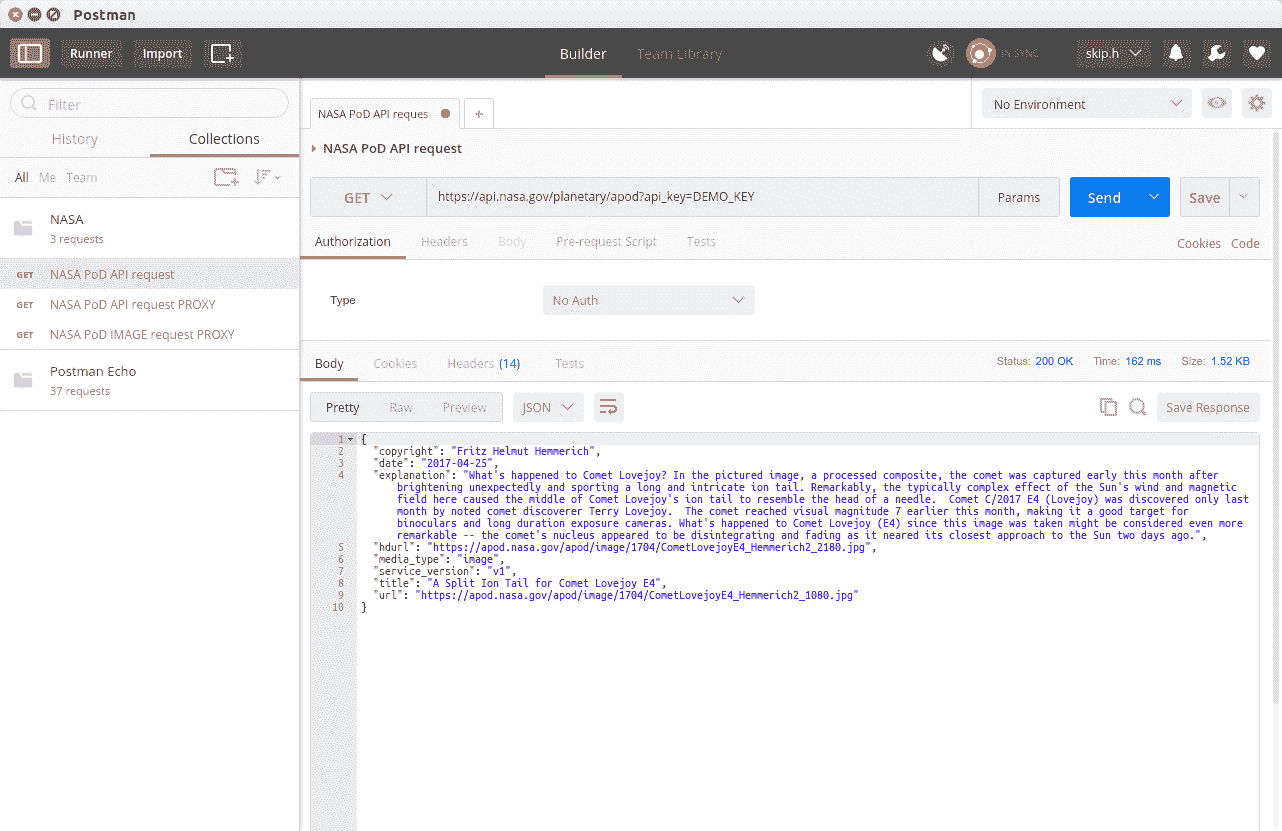 Postman
Runner
Import
Builder
Team Library
IN SYNC
skip.h
Filter
History
Collections
All Me Team
NASA
3 requests
GET NASA PoD API request
GET NASA PoD API request PROXY
GET NASA PoD IMAGE request PROXY
Postman Echo
37 requests
NASA PoD API reques
+
No Environment
NASA PoD API request
GET
https://api.nasa.gov/planetary/apod?api_key=DEMO_KEY
Params
Send
Save
Authorization
Headers
Body
Pre-request Script
Tests
Cookies
Code
Type
No Auth
Body
Cookies
Headers (14)
Tests
Status: 200 OK
Time: 162 ms
Size: 1.52 KB
Pretty
Raw
Preview
JSON
Save Response
1 {
2 "copyright": "Fritz Helmut Hemmerich",
3 "date": "2017-04-25",
4 "explanation": "What's happened to Comet Lovejoy? In the pictured image, a processed composite, the comet was captured early this month after
brightening unexpectedly and sporting a long and intricate ion tail. Remarkably, the typically complex effect of the Sun's wind and magnetic
field here caused the middle of Comet Lovejoy's ion tail to resemble the head of a needle.  Comet C/2017 E4 (Lovejoy) was discovered only last
month by noted comet discoverer Terry Lovejoy.  The comet reached visual magnitude 7 earlier this month, making it a good target for
binoculars and long duration exposure cameras. What's happened to Comet Lovejoy (E4) since this image was taken might be considered even more
remarkable -- the comet's nucleus appeared to be disintegrating and fading as it neared its closest approach to the Sun two days ago.",
5 "hdurl": "https://apod.nasa.gov/apod/image/1704/CometLovejoyE4_Hemmerich2_2180.jpg",
6 "media_type": "image",
7 "service_version": "v1",
8 "title": "A Split Ion Tail for Comet Lovejoy E4",
9 "url": "https://apod.nasa.gov/apod/image/1704/CometLovejoyE4_Hemmerich2_1080.jpg"
10 }